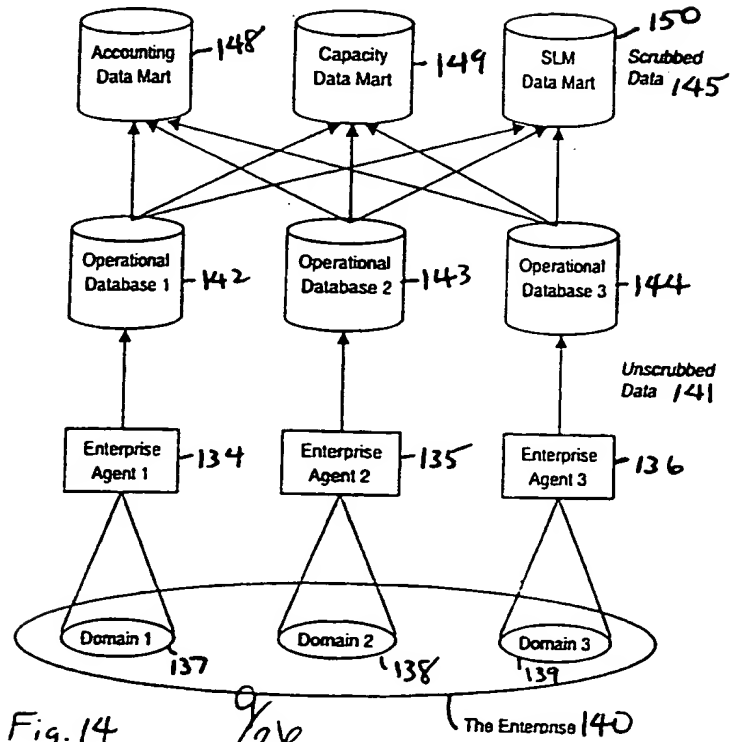 Accounting
Data Mart
148
Capacity
Data Mart
149
SLM
Data Mart
150
Scrubbed
Data 145
Operational
Database 1
142
Operational
Database 2
143
Operational
Database 3
144
Unscrubbed
Data 141
Enterprise
Agent 1
134
Enterprise
Agent 2
135
Enterprise
Agent 3
136
Domain 1
137
Domain 2
138
Domain 3
139
Fig. 14
9/26
The Enterprise 140